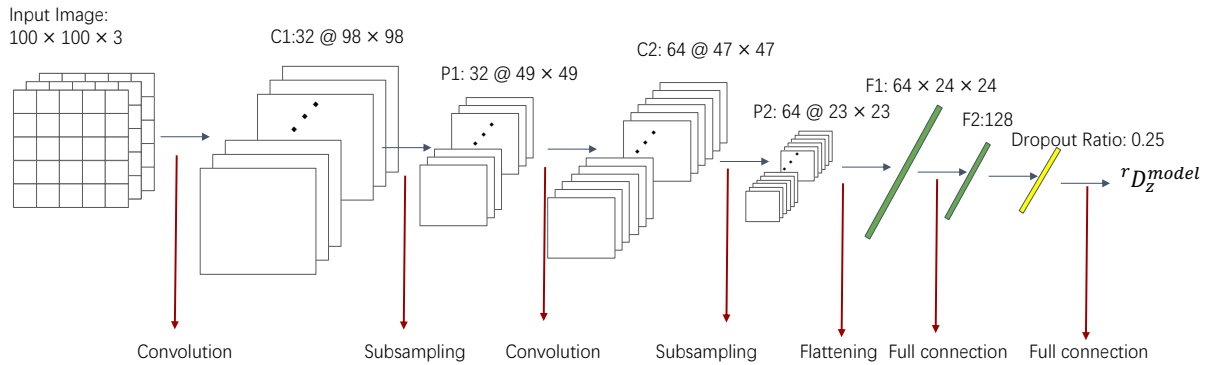 Input Image:
100 × 100 × 3
C1:32 @ 98 × 98
P1: 32 @ 49 × 49
C2: 64 @ 47 × 47
P2: 64 @ 23 × 23
F1: 64 × 24 × 24
F2:128
Dropout Ratio: 0.25
$^{r}D_{z}^{model}$
Convolution
Subsampling
Convolution
Subsampling
Flattening
Full connection
Full connection